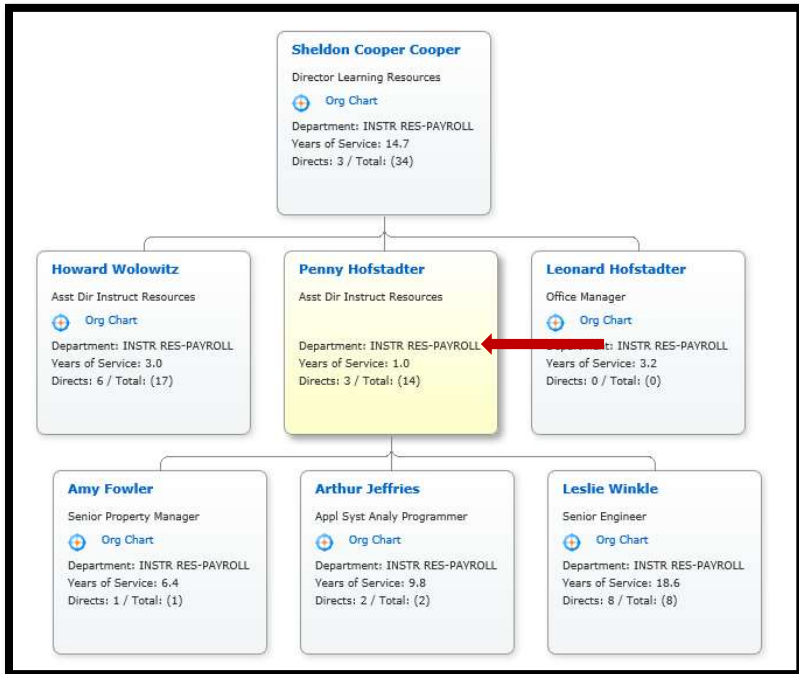 Sheldon Cooper Cooper
Director Learning Resources
Org Chart
Department: INSTR RES-PAYROLL
Years of Service: 14.7
Directs: 3 / Total: (34)
Howard Wolowitz
Asst Dir Instruct Resources
Org Chart
Department: INSTR RES-PAYROLL
Years of Service: 3.0
Directs: 6 / Total: (17)
Penny Hofstadter
Asst Dir Instruct Resources
Department: INSTR RES-PAYROLL
Years of Service: 1.0
Directs: 3 / Total: (14)
Leonard Hofstadter
Office Manager
Org Chart
INSTR RES-PAYROLL
Years of Service: 3.2
Directs: 0 / Total: (0)
Amy Fowler
Senior Property Manager
Org Chart
Department: INSTR RES-PAYROLL
Years of Service: 6.4
Directs: 1 / Total: (1)
Arthur Jeffries
Appl Syst Analy Programmer
Org Chart
Department: INSTR RES-PAYROLL
Years of Service: 9.8
Directs: 2 / Total: (2)
Leslie Winkle
Senior Engineer
Org Chart
Department: INSTR RES-PAYROLL
Years of Service: 18.6
Directs: 8 / Total: (8)